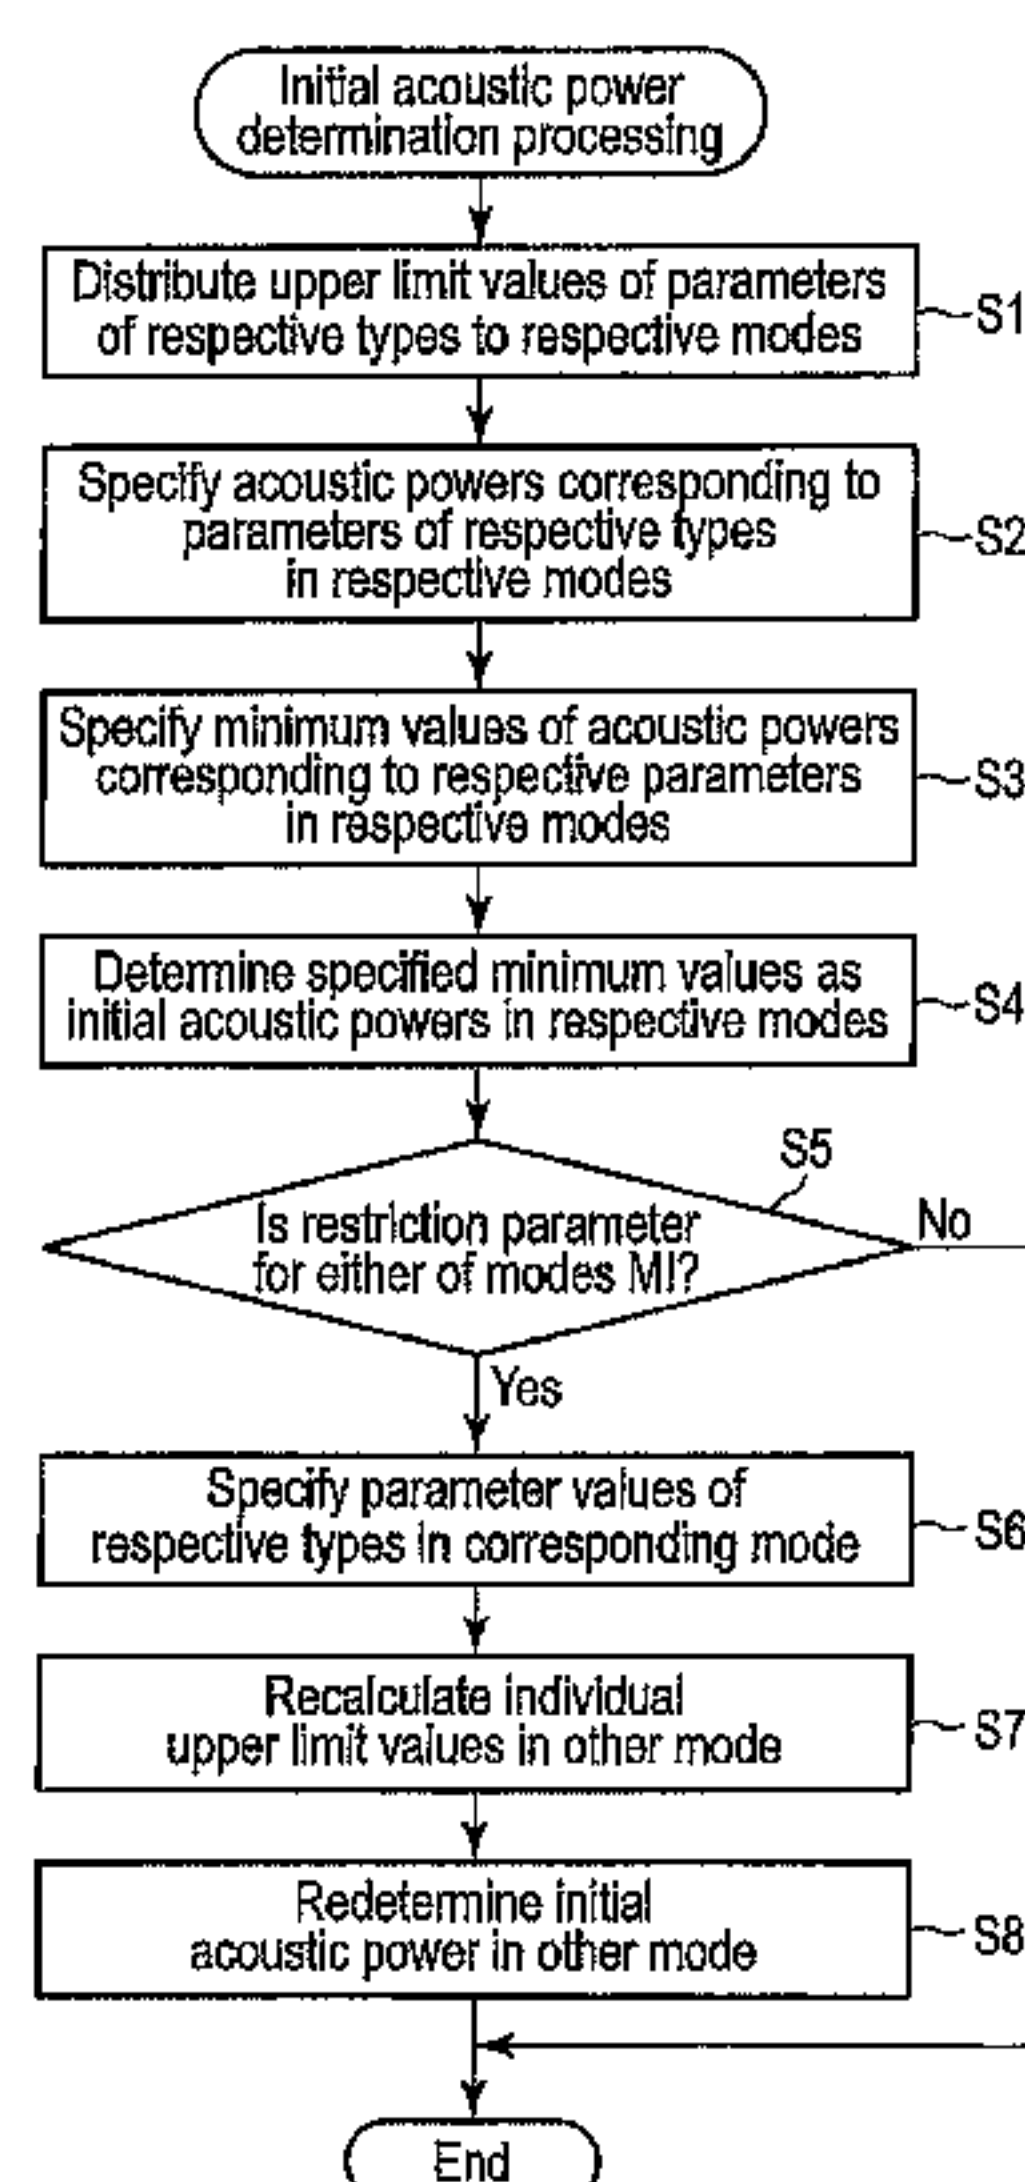 Initial acoustic power
determination processing
Distribute upper limit values of parameters
of respective types to respective modes
S1
Specify acoustic powers corresponding to
parameters of respective types
in respective modes
S2
Specify minimum values of acoustic powers
corresponding to respective parameters
in respective modes
S3
Determine specified minimum values as
initial acoustic powers in respective modes
S4
S5
Is restriction parameter
for either of modes MI?
No
Yes
Specify parameter values of
respective types in corresponding mode
S6
Recalculate individual
upper limit values in other mode
S7
Redetermine initial
acoustic power in other mode
S8
End